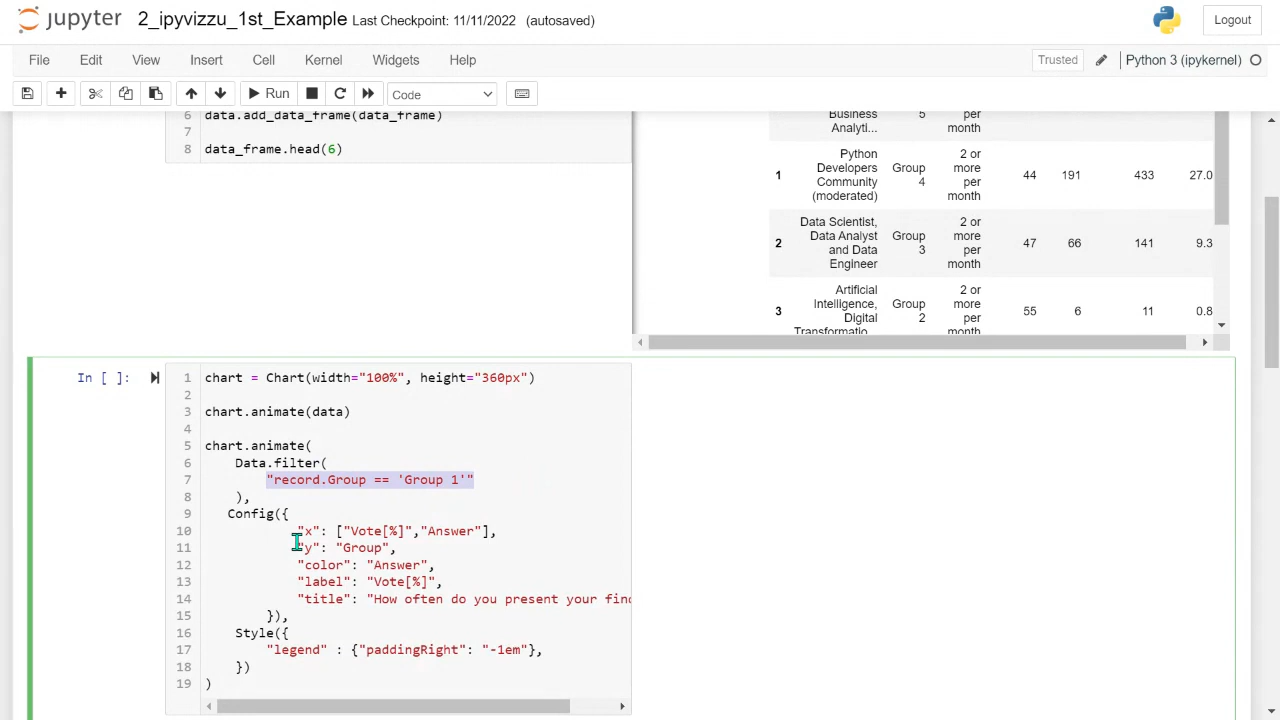 jupyter 2_ipyvizzu_1st_Example Last Checkpoint: 11/11/2022 (autosaved)
Logout
File Edit View Insert Cell Kernel Widgets Help
Trusted Python 3 (ipykernel)
Run Code
6 data.add_data_frame(data_frame)
7
8 data_frame.head(6)
Business
Analyti...
5
per
month
1
Python
Developers
Community
(moderated)
Group
4
2 or
more
per
month
44 191 433 27.0
2
Data Scientist,
Data Analyst
and Data
Engineer
Group
3
2 or
more
per
month
47 66 141 9.3
3
Artificial
Intelligence,
Digital
Transformatio...
Group
2
2 or
more
per
month
55 6 11 0.8
In [ ]:
1 chart = Chart(width="100%", height="360px")
2
3 chart.animate(data)
4
5 chart.animate(
6 Data.filter(
7 "record.Group == 'Group 1'"
8 ),
9 Config({
10 "x": ["Vote[%]","Answer"],
11 "y": "Group",
12 "color": "Answer",
13 "label": "Vote[%]",
14 "title": "How often do you present your find
15 }),
16 Style({
17 "legend" : {"paddingRight": "-1em"},
18 })
19 )